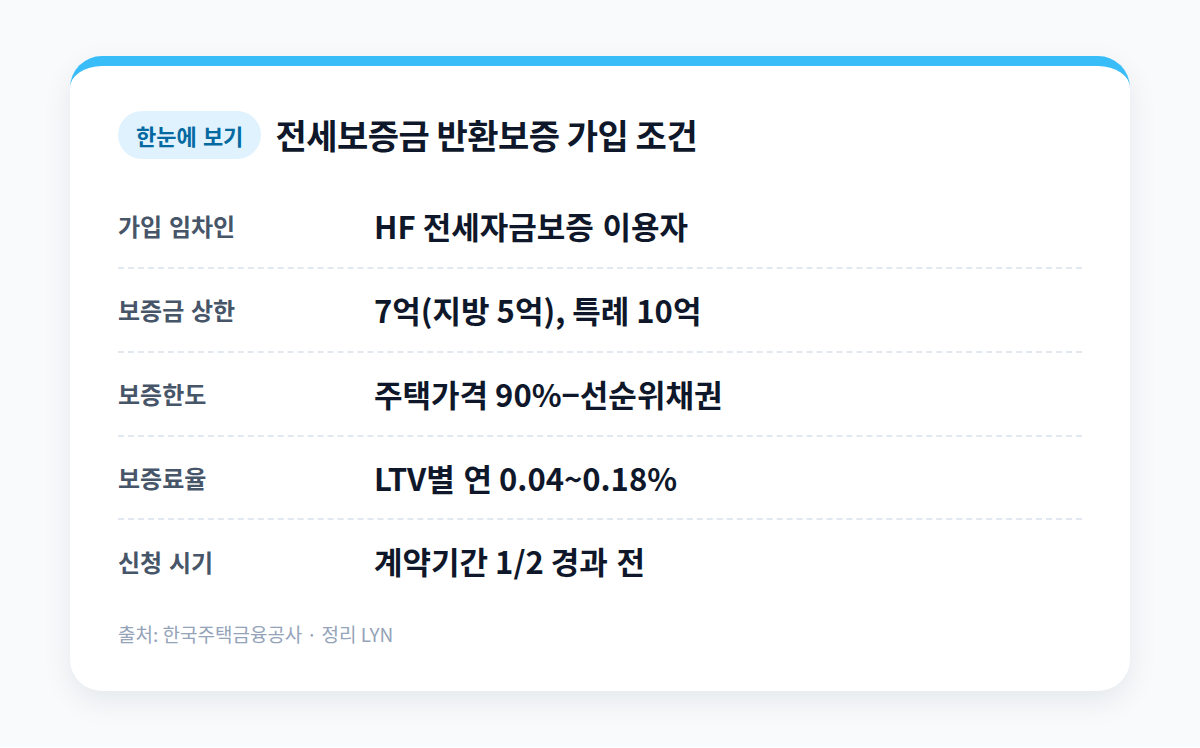 한눈에 보기 전세보증금 반환보증 가입 조건
가입 임차인 HF 전세자금보증 이용자
보증금 상한 7억(지방 5억), 특례 10억
보증한도 주택가격 90%−선순위채권
보증료율 LTV별 연 0.04~0.18%
신청 시기 계약기간 1/2 경과 전
출처: 한국주택금융공사 · 정리 LYN